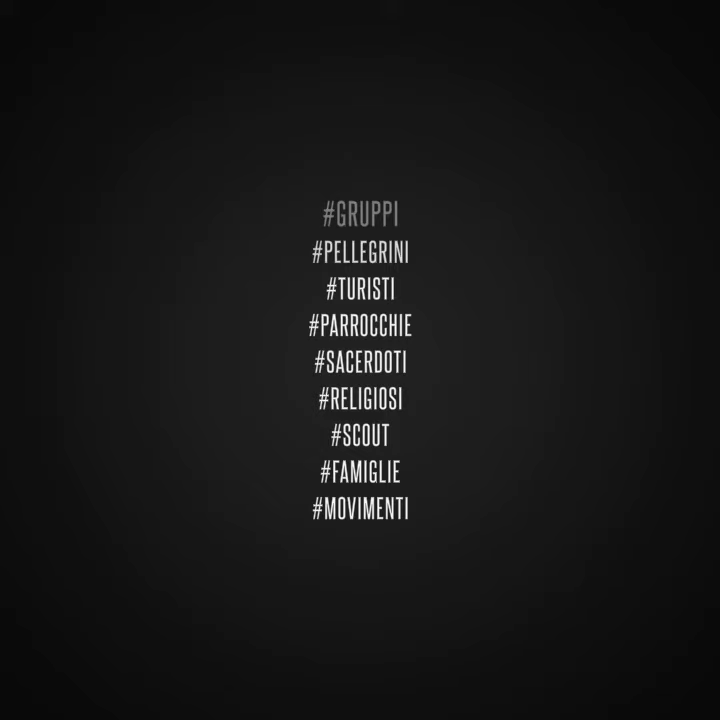 #GRUPPI
#PELLEGRINI
#TURISTI
#PARROCCHIE
#SACERDOTI
#RELIGIOSI
#SCOUT
#FAMIGLIE
#MOVIMENTI